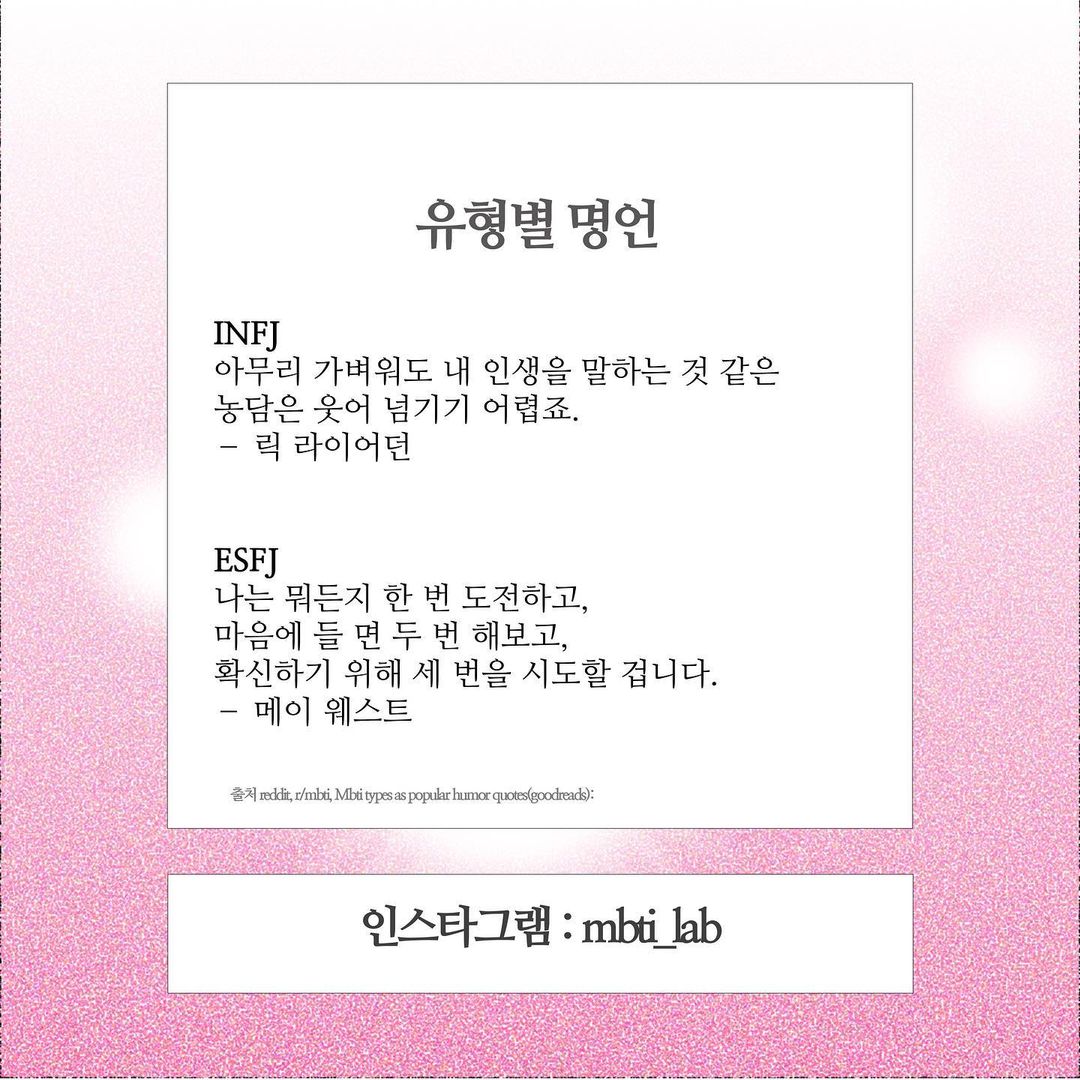 유형별 명언
INFJ
아무리 가벼워도 내 인생을 말하는 것 같은
농담은 웃어 넘기기 어렵죠.
- 릭 라이어던
ESFJ
나는 뭐든지 한 번 도전하고,
마음에 들 면 두 번 해보고,
확신하기 위해 세 번을 시도할 겁니다.
- 메이 웨스트
출처 reddit, r/mbti, Mbti types as popular humor quotes(goodreads):
인스타그램 : mbti_lab